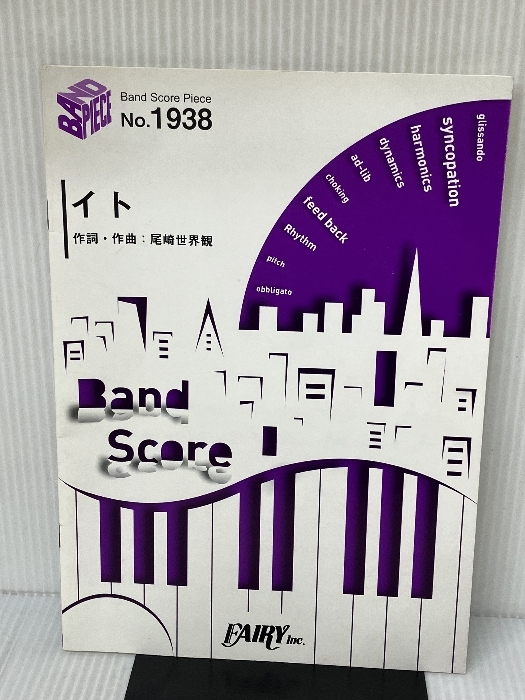 BAND
PIECE
Band Score Piece
No.1938
イト
作詞・作曲：尾崎世界観
glissando
syncopation
harmonics
dynamics
ad-lib
choking
feed back
Rhythm
pitch
obbligato
Band
Score
FAIRY Inc.